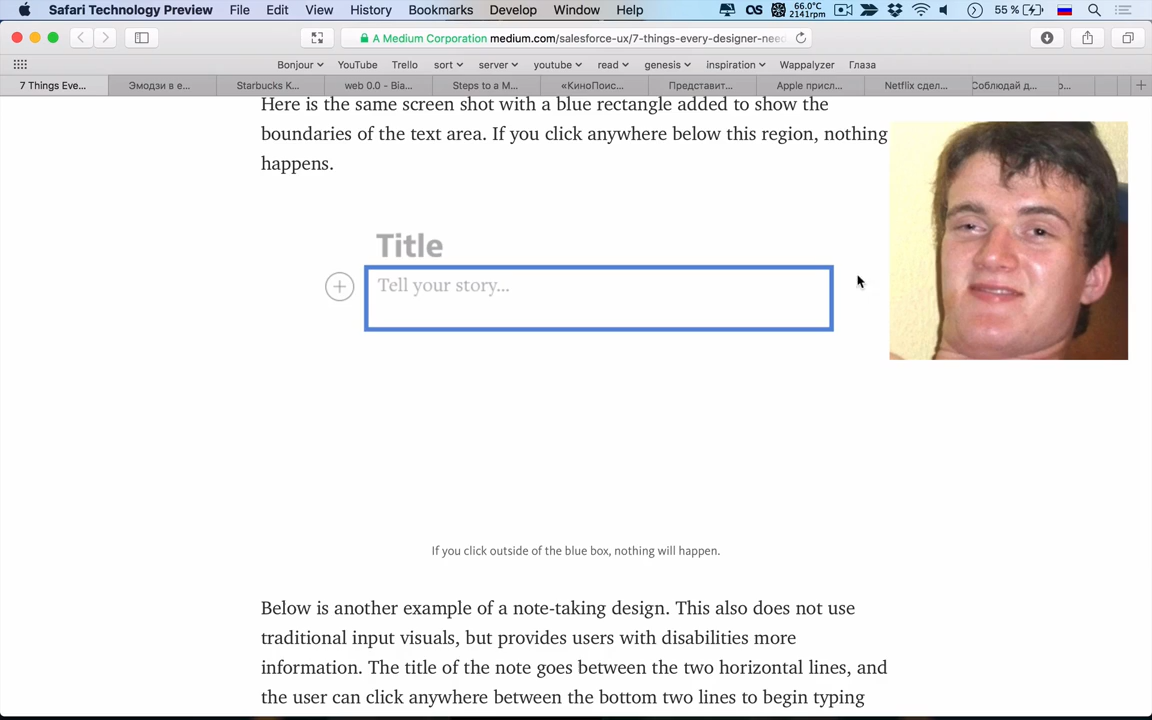 Safari Technology Preview File Edit View History Bookmarks Develop Window Help 66.0°C 2141rpm 55 %
A Medium Corporation medium.com/salesforce-ux/7-things-every-designer-need
Bonjour YouTube Trello sort server youtube read genesis inspiration Wappalyzer Глаза
7 Things Eve... Эмодзи в е... Starbucks K... web 0.0 – Bia... Steps to a M... «КиноПоис... Представит... Apple присл... Netflix сдел... Соблюдай д...
Here is the same screen shot with a blue rectangle added to show the
boundaries of the text area. If you click anywhere below this region, nothing
happens.
Title
Tell your story...
If you click outside of the blue box, nothing will happen.
Below is another example of a note-taking design. This also does not use
traditional input visuals, but provides users with disabilities more
information. The title of the note goes between the two horizontal lines, and
the user can click anywhere between the bottom two lines to begin typing